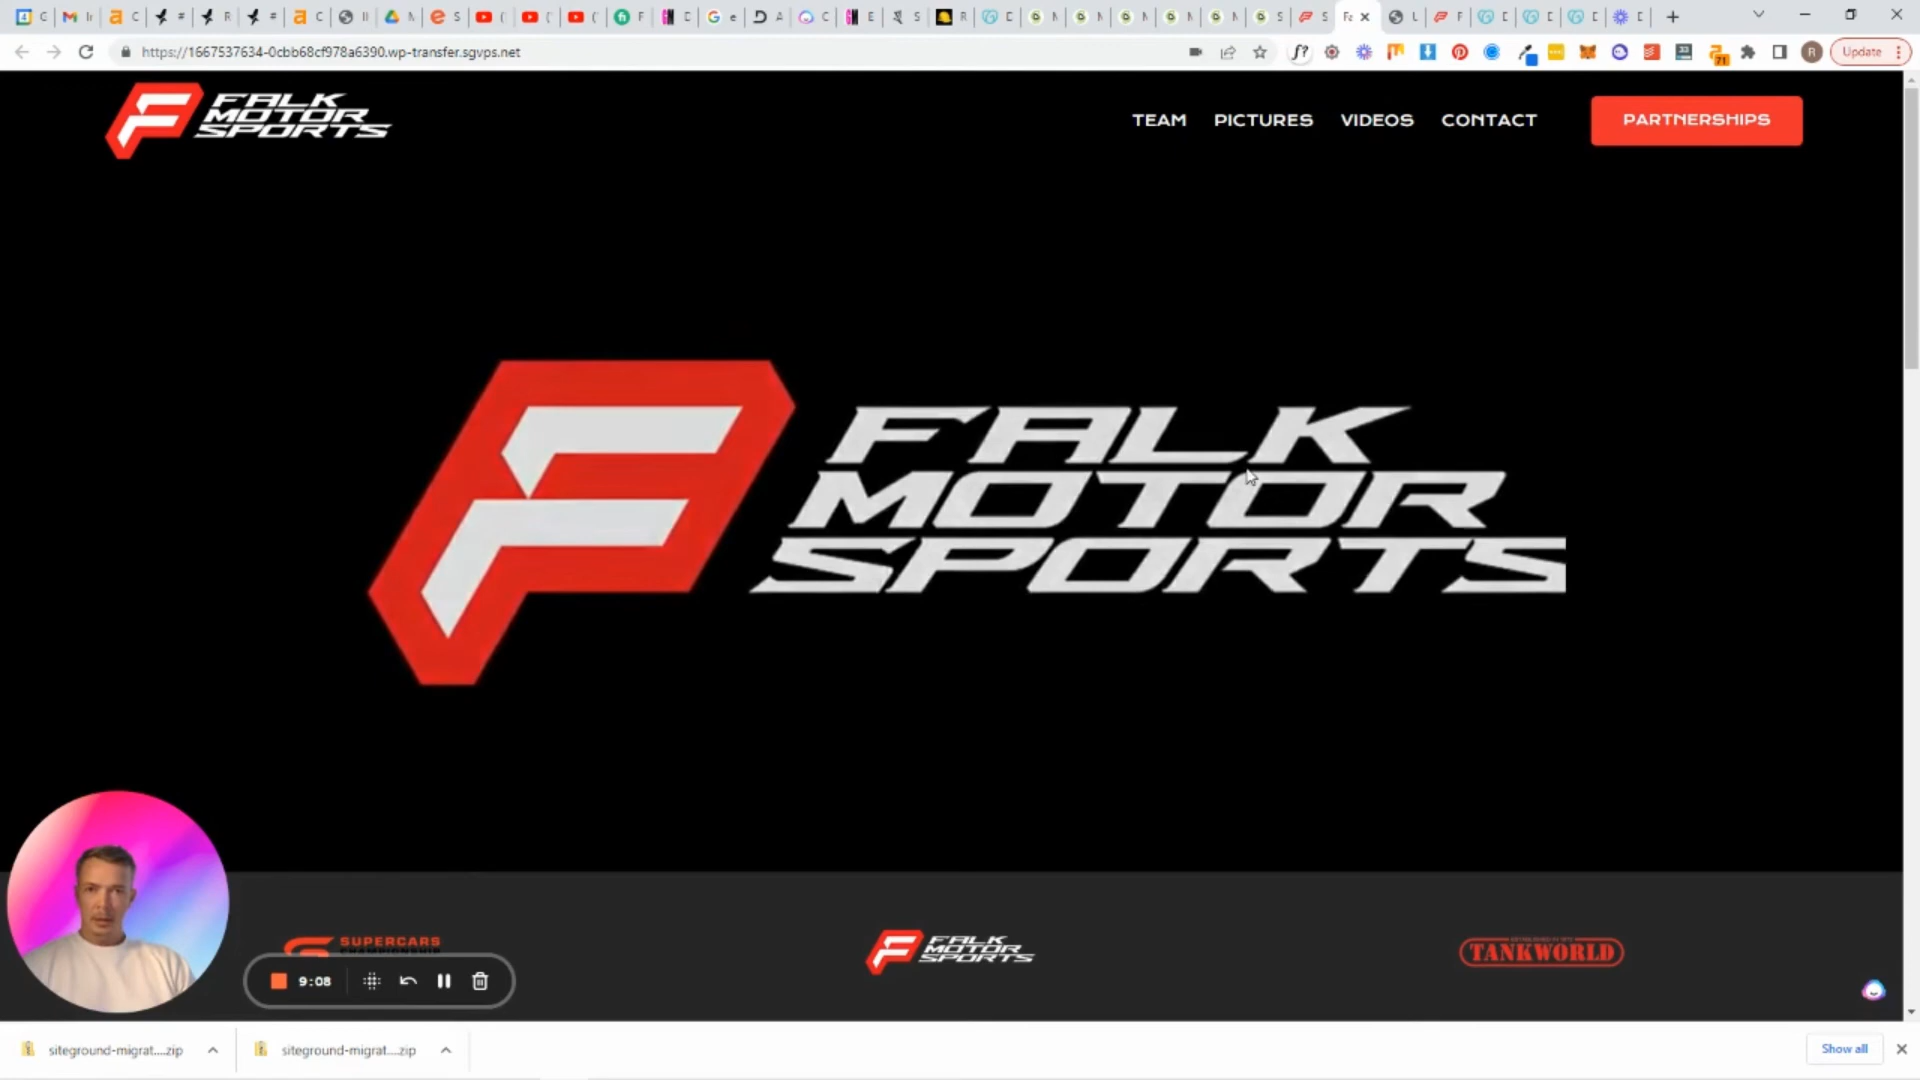 https://1667537634-0cbb68cf978a6390.wp-transfer.sgvps.net
Update
FALK
MOTOR
SPORTS
TEAM
PICTURES
VIDEOS
CONTACT
PARTNERSHIPS
FALK
MOTOR
SPORTS
SUPERCARS
CHAMPIONSHIP
FALK
MOTOR
SPORTS
TANKWORLD
9:08
siteground-migrat....zip
siteground-migrat....zip
Show all